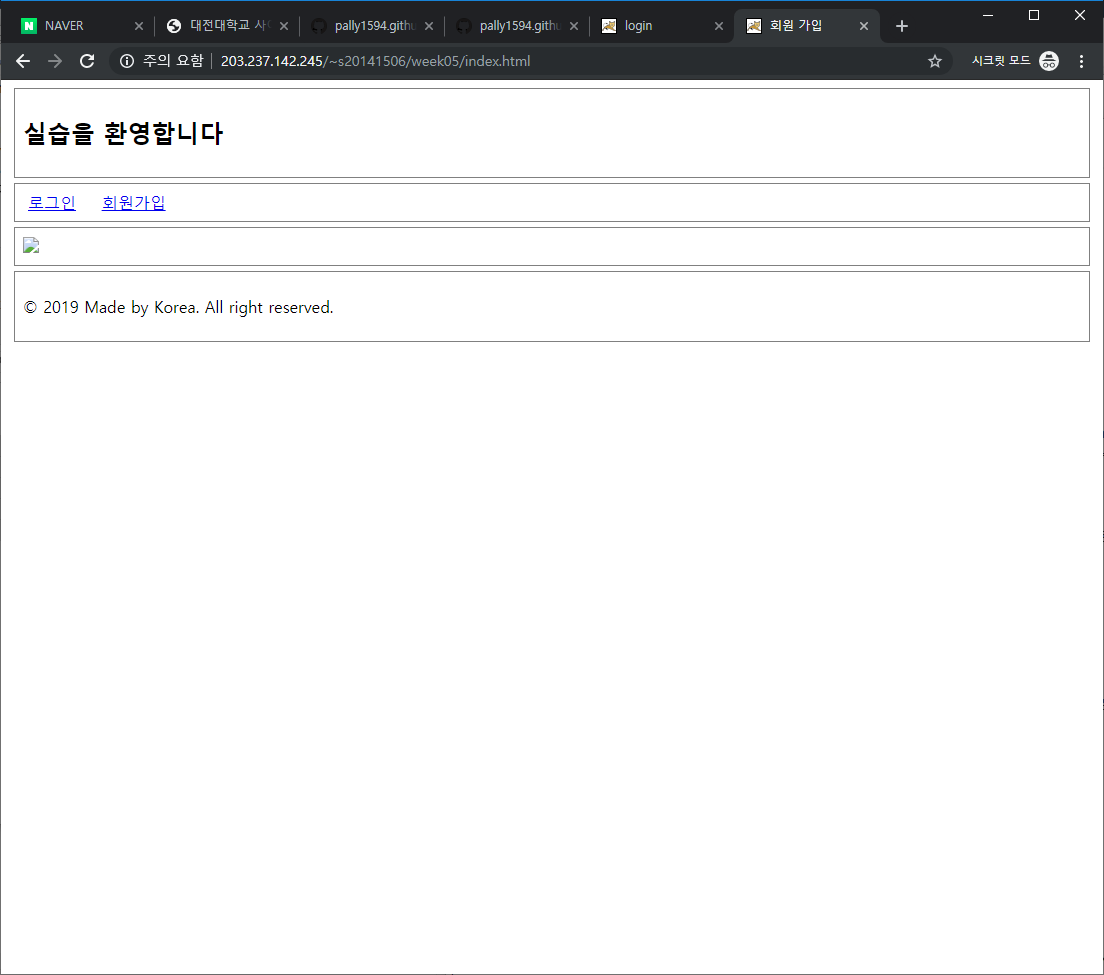 NAVER
대전대학교 사이
pally1594.githu
pally1594.githu
login
회원 가입
주의 요함
203.237.142.245/~s20141506/week05/index.html
시크릿 모드
실습을 환영합니다
로그인 회원가입
© 2019 Made by Korea. All right reserved.